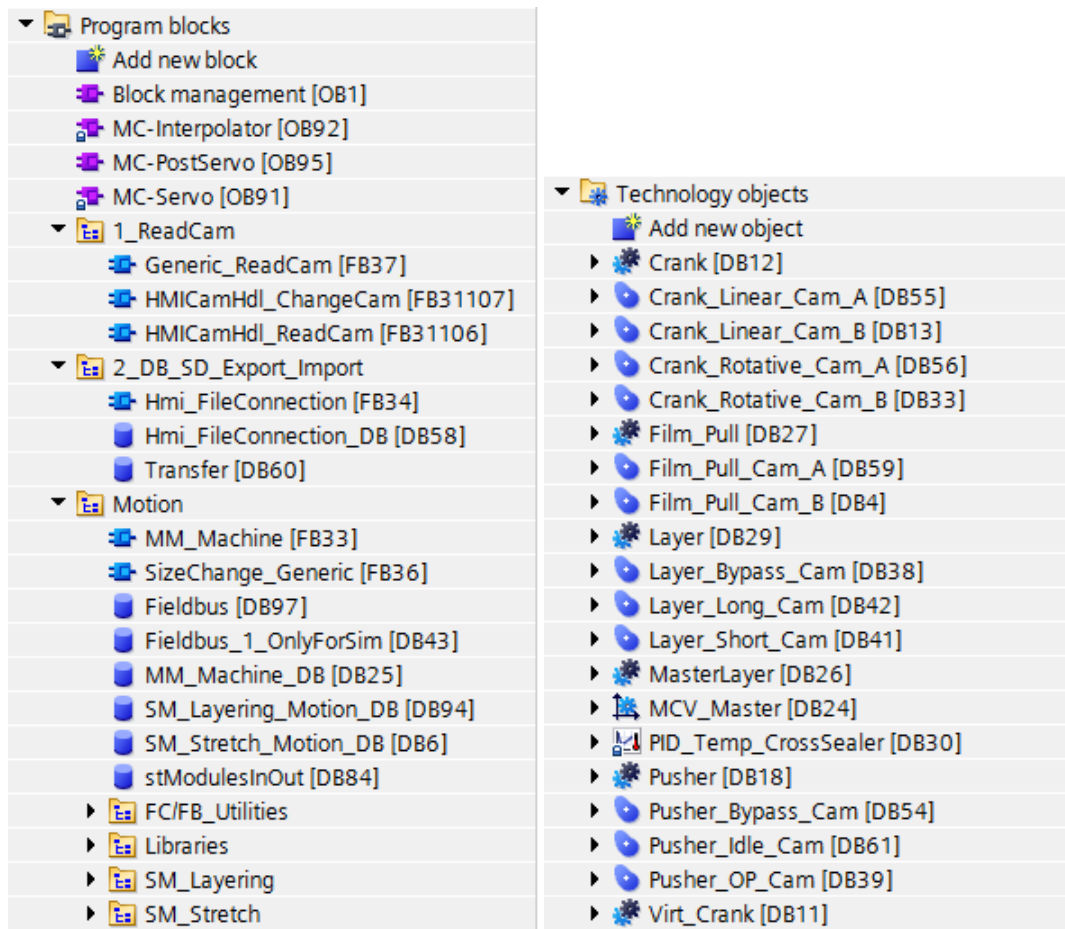 Program blocks
Add new block
Block management [OB1]
MC-Interpolator [OB92]
MC-PostServo [OB95]
MC-Servo [OB91]
1_ReadCam
Generic_ReadCam [FB37]
HMICamHdl_ChangeCam [FB31107]
HMICamHdl_ReadCam [FB31106]
2_DB_SD_Export_Import
Hmi_FileConnection [FB34]
Hmi_FileConnection_DB [DB58]
Transfer [DB60]
Motion
MM_Machine [FB33]
SizeChange_Generic [FB36]
Fieldbus [DB97]
Fieldbus_1_OnlyForSim [DB43]
MM_Machine_DB [DB25]
SM_Layering_Motion_DB [DB94]
SM_Stretch_Motion_DB [DB6]
stModulesInOut [DB84]
FC/FB_Utilities
Libraries
SM_Layering
SM_Stretch
Technology objects
Add new object
Crank [DB12]
Crank_Linear_Cam_A [DB55]
Crank_Linear_Cam_B [DB13]
Crank_Rotative_Cam_A [DB56]
Crank_Rotative_Cam_B [DB33]
Film_Pull [DB27]
Film_Pull_Cam_A [DB59]
Film_Pull_Cam_B [DB4]
Layer [DB29]
Layer_Bypass_Cam [DB38]
Layer_Long_Cam [DB42]
Layer_Short_Cam [DB41]
MasterLayer [DB26]
MCV_Master [DB24]
PID_Temp_CrossSealer [DB30]
Pusher [DB18]
Pusher_Bypass_Cam [DB54]
Pusher_Idle_Cam [DB61]
Pusher_OP_Cam [DB39]
Virt_Crank [DB11]